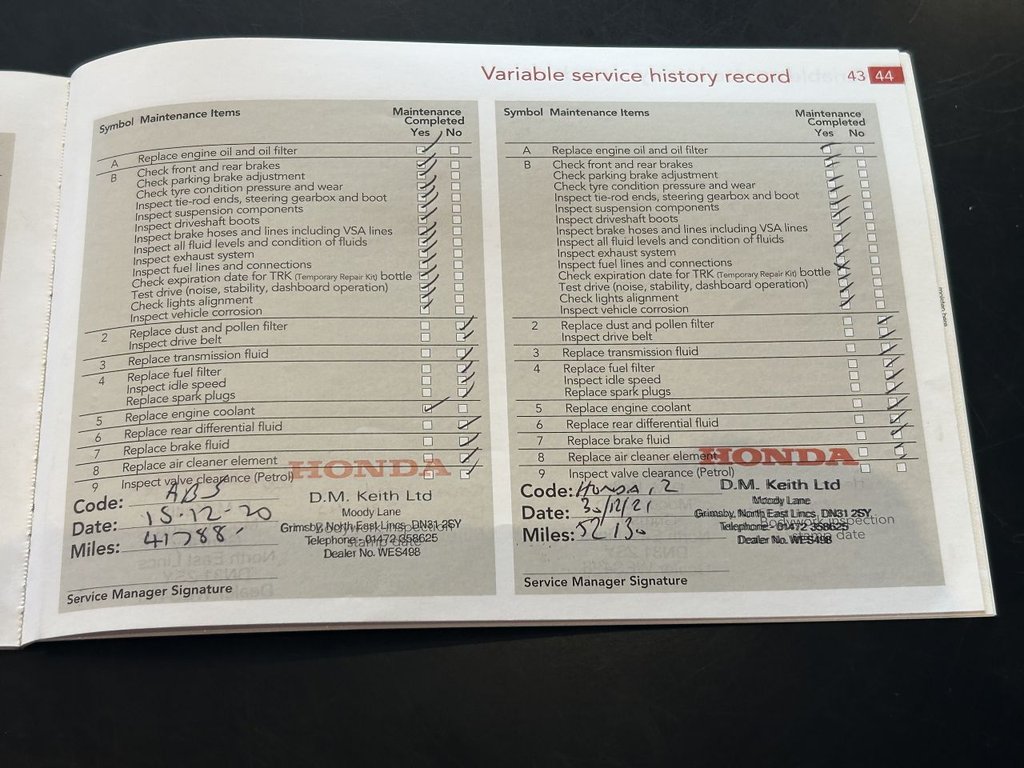 Variable service history record 43 44
Symbol Maintenance Items Maintenance
Completed
Yes No
A Replace engine oil and oil filter
B Check front and rear brakes
Check parking brake adjustment
Check tyre condition pressure and wear
Inspect tie-rod ends, steering gearbox and boot
Inspect suspension components
Inspect driveshaft boots
Inspect brake hoses and lines including VSA lines
Inspect all fluid levels and condition of fluids
Inspect exhaust system
Inspect fuel lines and connections
Check expiration date for TRK (Temporary Repair Kit) bottle
Test drive (noise, stability, dashboard operation)
Check lights alignment
Inspect vehicle corrosion
2 Replace dust and pollen filter
Inspect drive belt
3 Replace transmission fluid
4 Replace fuel filter
Inspect idle speed
Replace spark plugs
5 Replace engine coolant
6 Replace rear differential fluid
7 Replace brake fluid
8 Replace air cleaner element
9 Inspect valve clearance (Petrol)
HONDA
Code: AB5
Date: 15-12-20
Miles: 41788
D.M. Keith Ltd
Moody Lane
Grimsby, North East Lincs, DN31 2SY
Telephone - 01472 358625
Dealer No. WES498
Service Manager Signature
Symbol Maintenance Items Maintenance
Completed
Yes No
A Replace engine oil and oil filter
B Check front and rear brakes
Check parking brake adjustment
Check tyre condition pressure and wear
Inspect tie-rod ends, steering gearbox and boot
Inspect suspension components
Inspect driveshaft boots
Inspect brake hoses and lines including VSA lines
Inspect all fluid levels and condition of fluids
Inspect exhaust system
Inspect fuel lines and connections
Check expiration date for TRK (Temporary Repair Kit) bottle
Test drive (noise, stability, dashboard operation)
Check lights alignment
Inspect vehicle corrosion
2 Replace dust and pollen filter
Inspect drive belt
3 Replace transmission fluid
4 Replace fuel filter
Inspect idle speed
Replace spark plugs
5 Replace engine coolant
6 Replace rear differential fluid
7 Replace brake fluid
8 Replace air cleaner element
9 Inspect valve clearance (Petrol)
HONDA
Code: HONDA, 2
Date: 30/12/21
Miles: 52130
D.M. Keith Ltd
Moody Lane
Grimsby, North East Lincs, DN31 2SY
Telephone - 01472 358625
Dealer No. WES498
Bodywork inspection
stamp date
Service Manager Signature